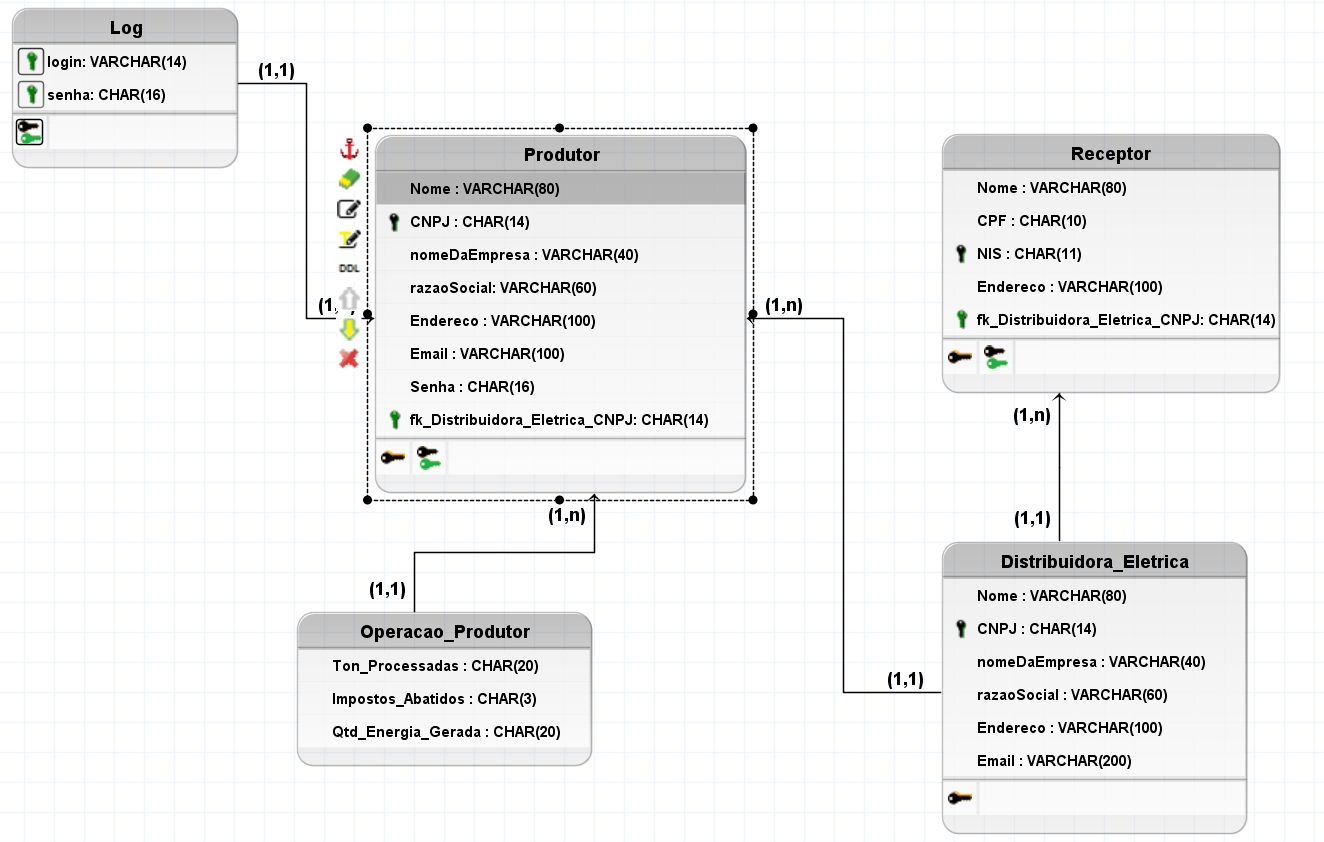 Log
login: VARCHAR(14)
senha: CHAR(16)
(1,1)
Produtor
Nome : VARCHAR(80)
CNPJ : CHAR(14)
nomeDaEmpresa : VARCHAR(40)
razaoSocial: VARCHAR(60)
Endereco : VARCHAR(100)
Email : VARCHAR(100)
Senha : CHAR(16)
fk_Distribuidora_Eletrica_CNPJ: CHAR(14)
DDL
(1,
(1,n)
Receptor
Nome : VARCHAR(80)
CPF : CHAR(10)
NIS : CHAR(11)
Endereco : VARCHAR(100)
fk_Distribuidora_Eletrica_CNPJ: CHAR(14)
(1,n)
(1,1)
(1,n)
(1,1)
Operacao_Produtor
Ton_Processadas : CHAR(20)
Impostos_Abatidos : CHAR(3)
Qtd_Energia_Gerada : CHAR(20)
(1,1)
Distribuidora_Eletrica
Nome : VARCHAR(80)
CNPJ : CHAR(14)
nomeDaEmpresa : VARCHAR(40)
razaoSocial : VARCHAR(60)
Endereco : VARCHAR(100)
Email : VARCHAR(200)